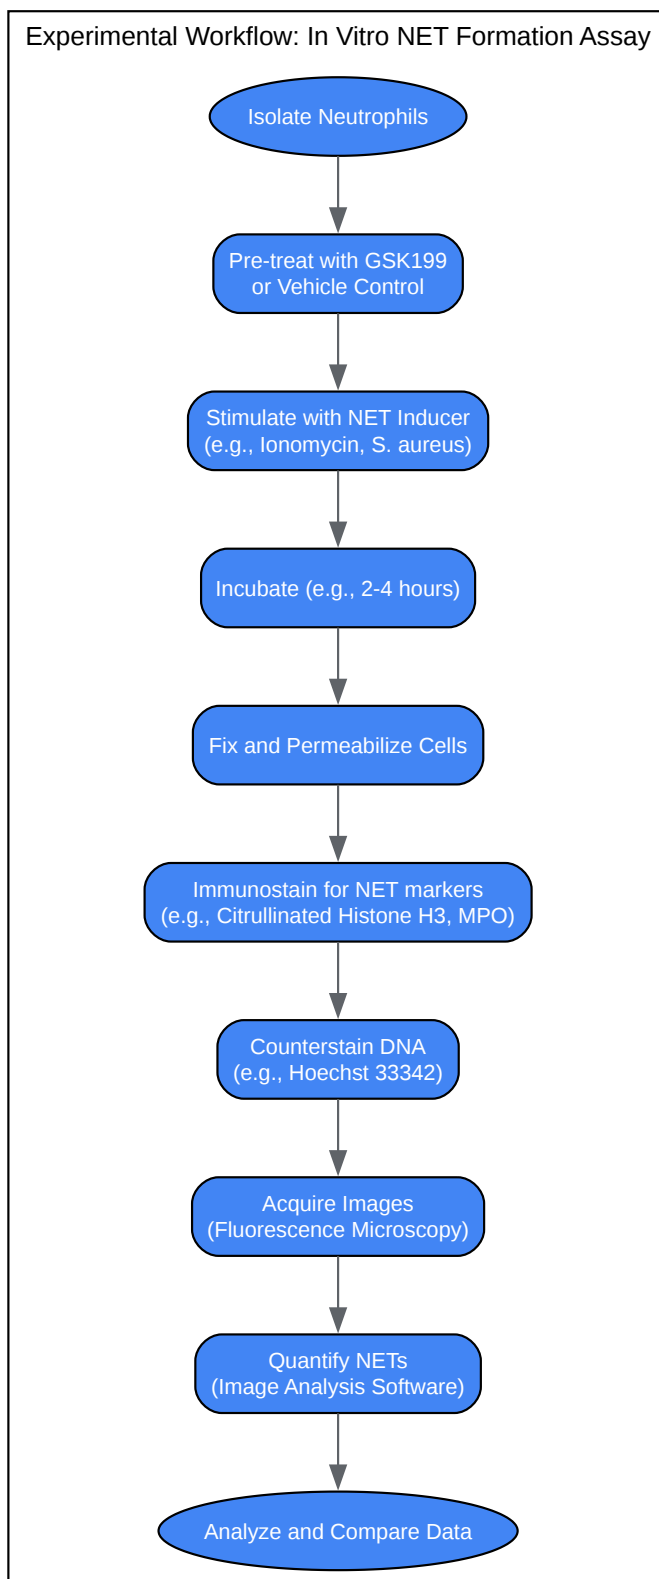 Experimental Workflow: In Vitro NET Formation Assay
Isolate Neutrophils
Pre-treat with GSK199
or Vehicle Control
Stimulate with NET Inducer
(e.g., Ionomycin, S. aureus)
Incubate (e.g., 2-4 hours)
Fix and Permeabilize Cells
Immunostain for NET markers
(e.g., Citrullinated Histone H3, MPO)
Counterstain DNA
(e.g., Hoechst 33342)
Acquire Images
(Fluorescence Microscopy)
Quantify NETs
(Image Analysis Software)
Analyze and Compare Data